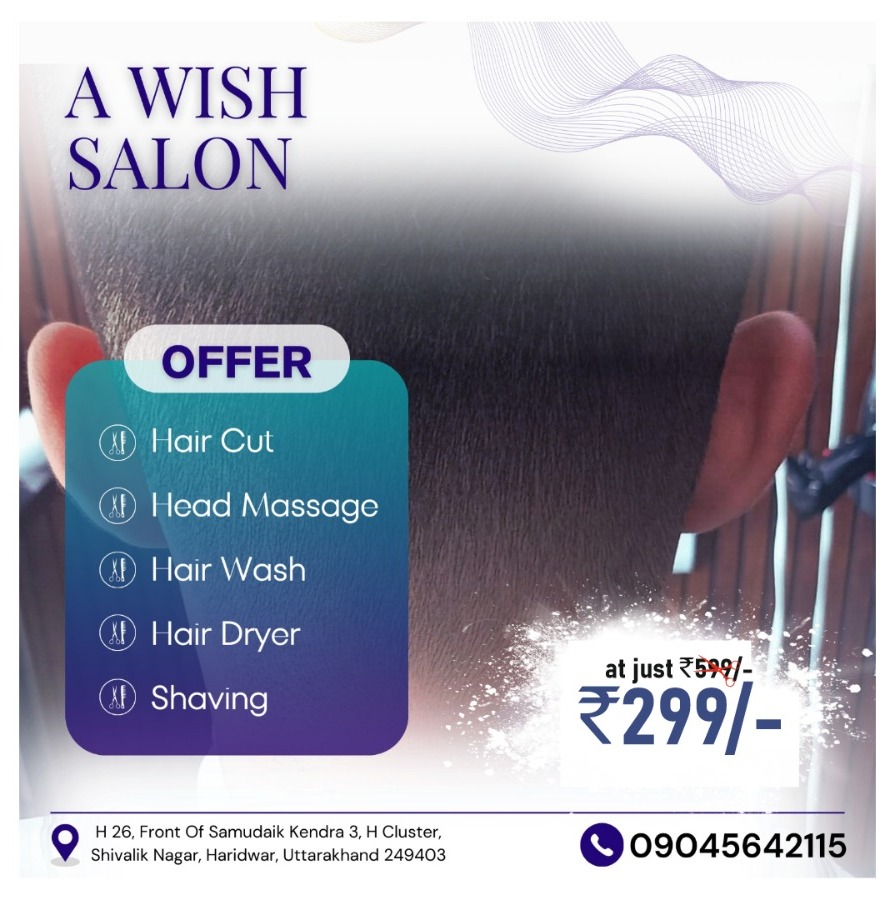 A WISH
SALON
OFFER
Hair Cut
Head Massage
Hair Wash
Hair Dryer
Shaving
at just ₹599/-
₹299/-
H 26, Front Of Samudaik Kendra 3, H Cluster,
Shivalik Nagar, Haridwar, Uttarakhand 249403
09045642115